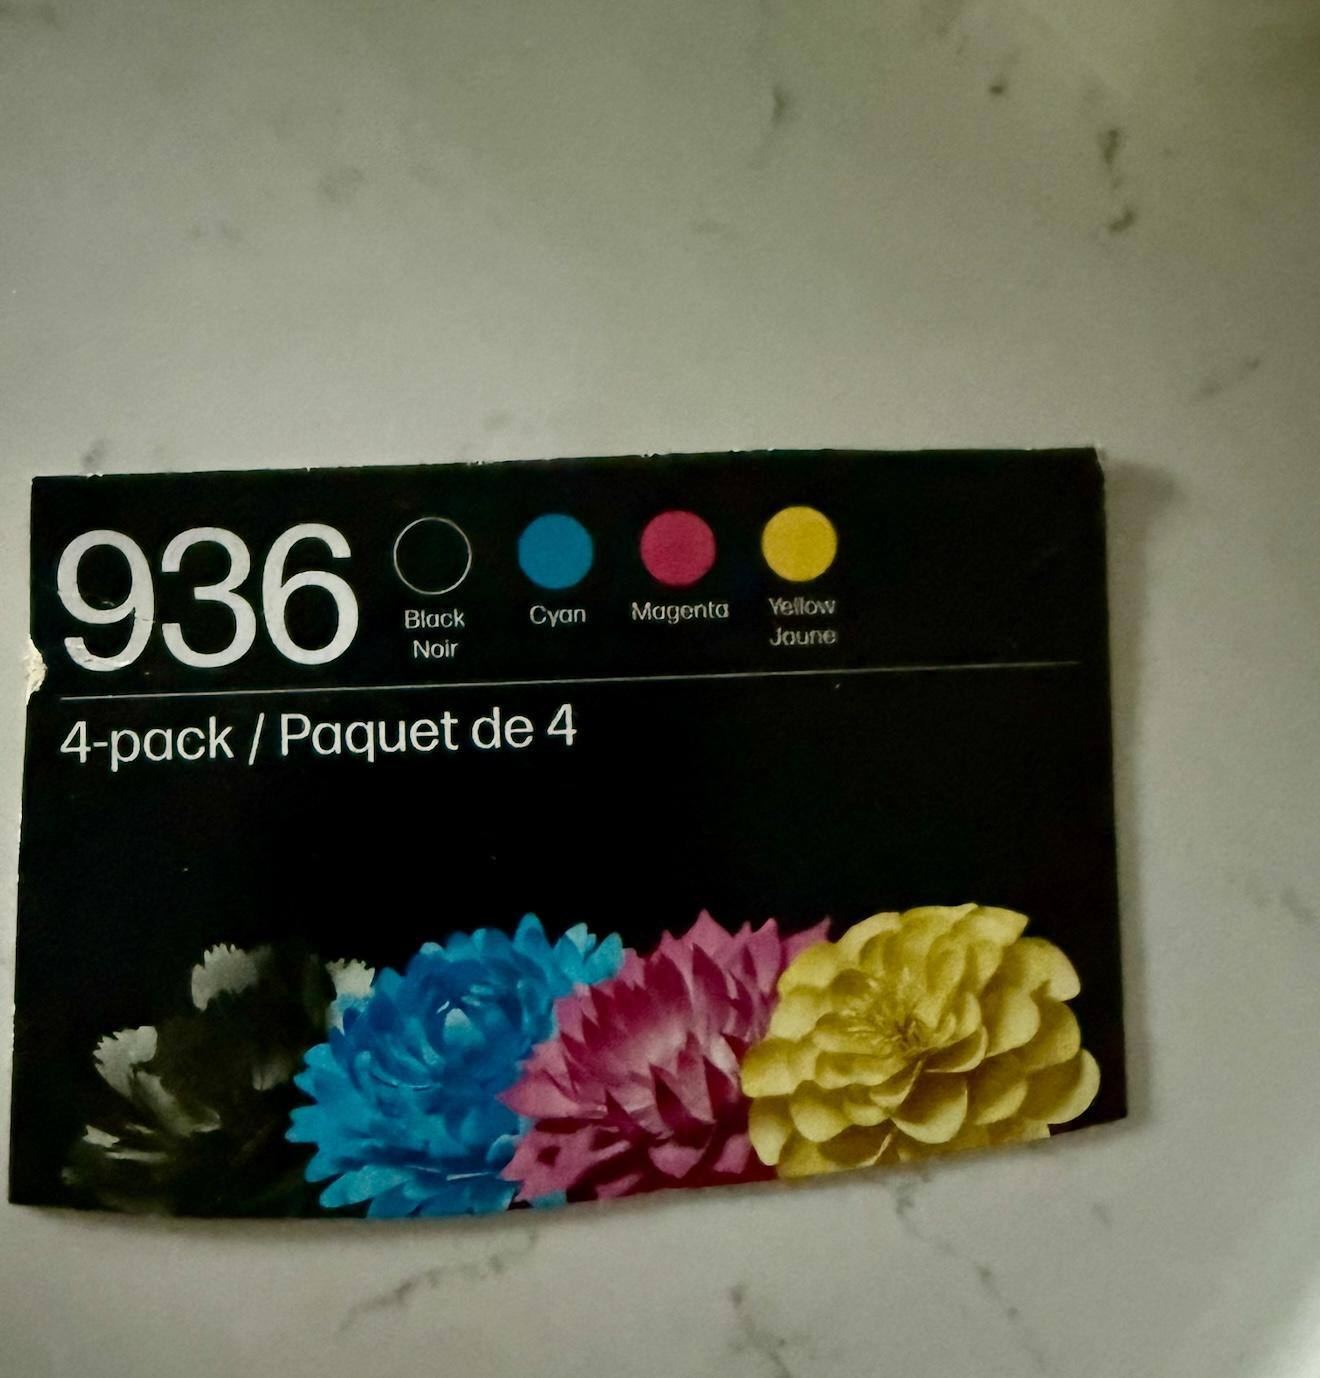 936
Black
Noir
Cyan
Magenta
Yellow
Jaune
4-pack / Paquet de 4